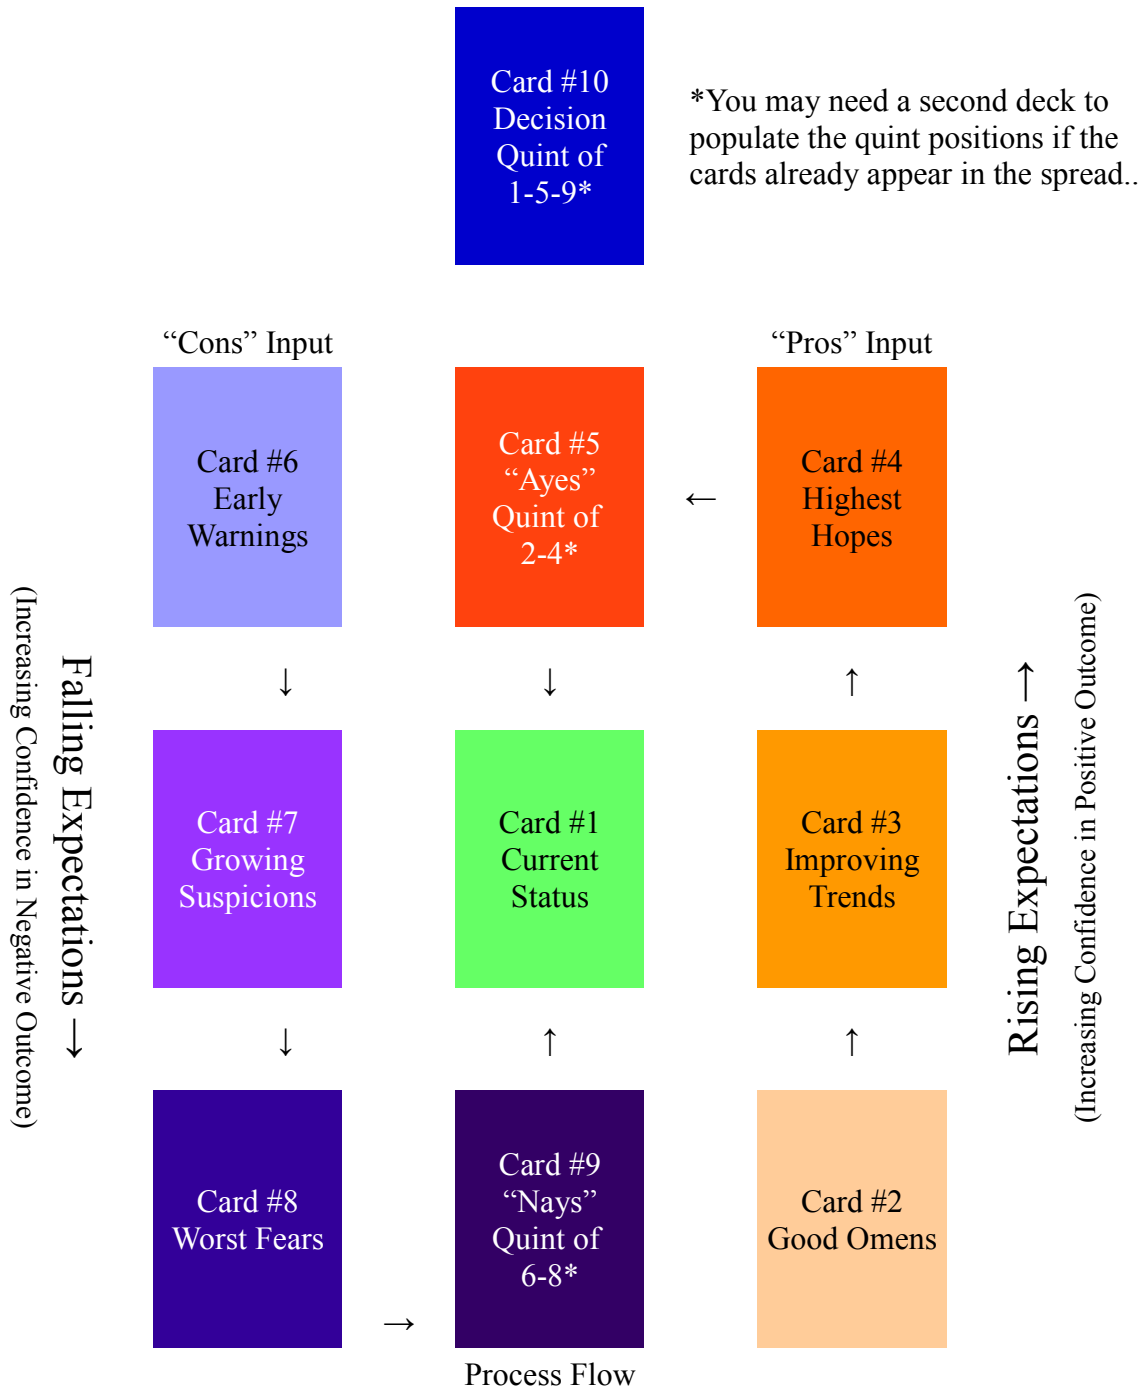 Card #10
Decision
Quint of
1-5-9*
*You may need a second deck to
populate the quint positions if the
cards already appear in the spread..
“Cons” Input
“Pros” Input
Card #6
Early
Warnings
Card #5
“Ayes”
Quint of
2-4*
←
Card #4
Highest
Hopes
↓
↓
↑
(Increasing Confidence in Negative Outcome)
Falling Expectations →
Card #7
Growing
Suspicions
Card #1
Current
Status
Card #3
Improving
Trends
Rising Expectations →
(Increasing Confidence in Positive Outcome)
↓
↑
↑
Card #8
Worst Fears
→
Card #9
“Nays”
Quint of
6-8*
Card #2
Good Omens
Process Flow